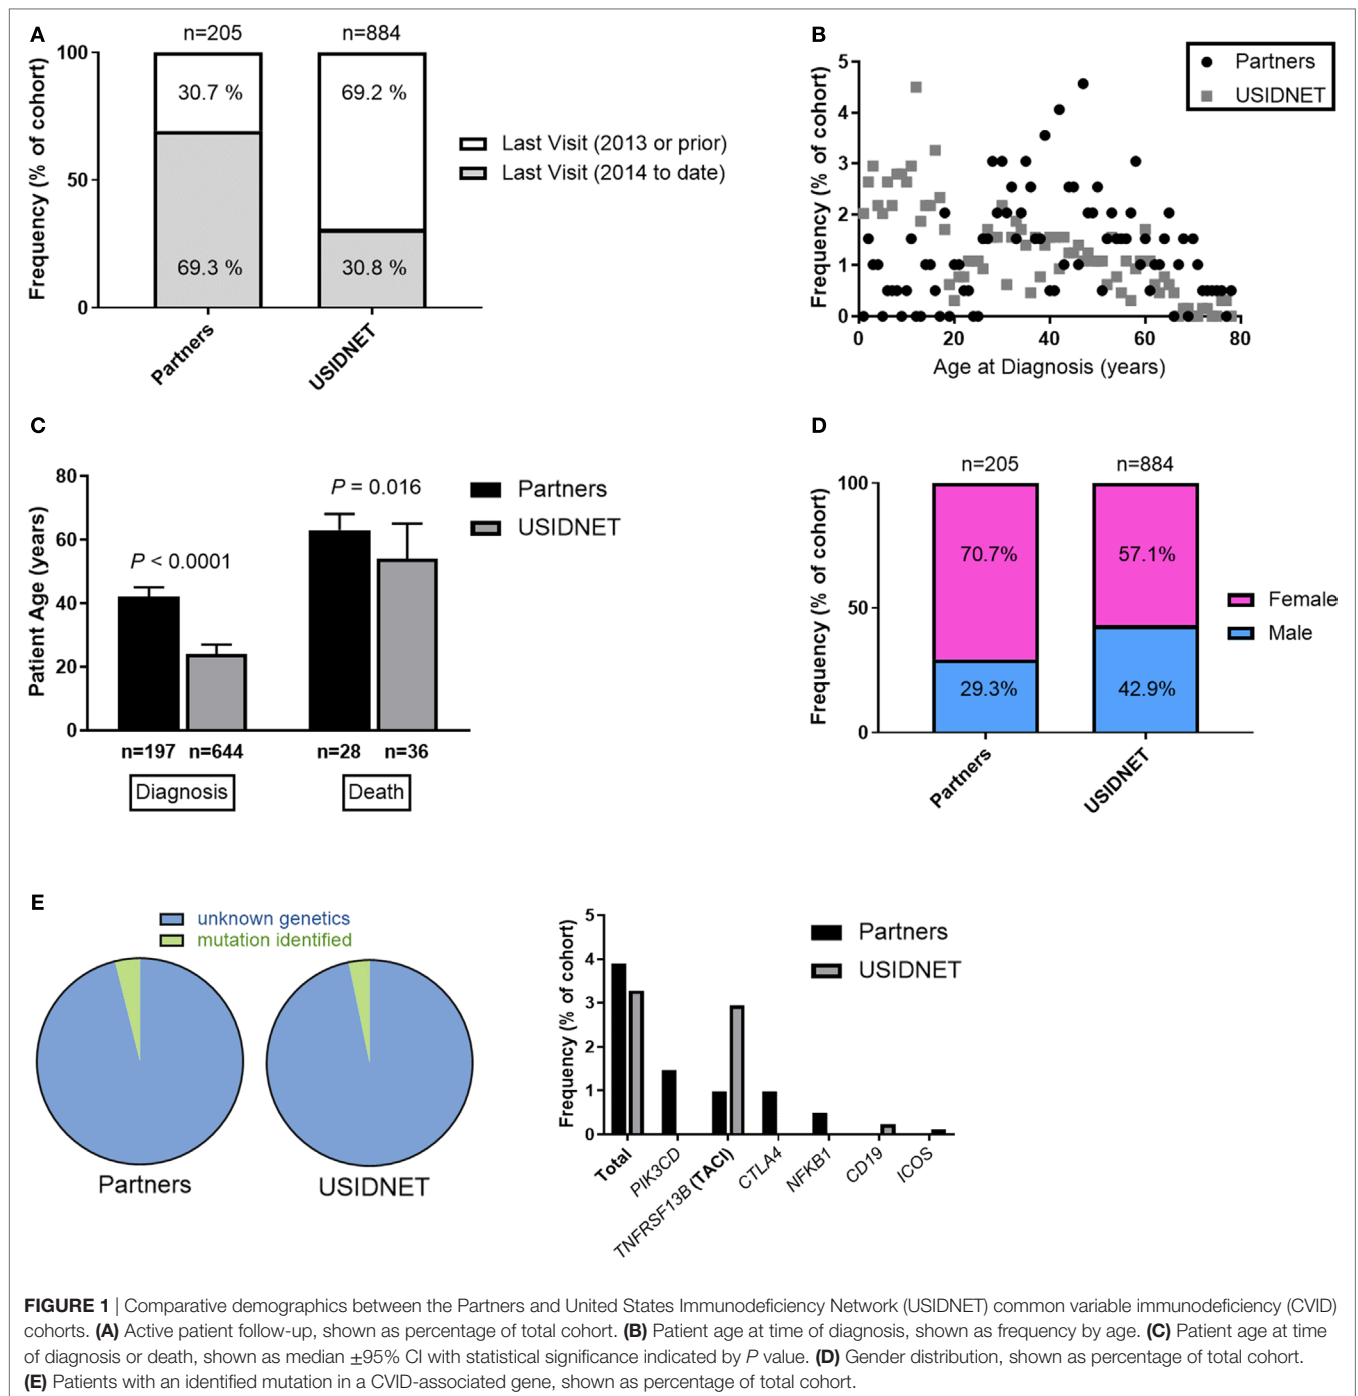 A
n=205 n=884
Frequency (% of cohort)
100
50
0
30.7 %
69.2 %
69.3 %
30.8 %
Partners
USIDNET
Last Visit (2013 or prior)
Last Visit (2014 to date)
B
Frequency (% of cohort)
5
4
3
2
1
0
0 20 40 60 80
Age at Diagnosis (years)
Partners
USIDNET
C
Patient Age (years)
80
60
40
20
0
P < 0.0001
P = 0.016
Partners
USIDNET
n=197 n=644 n=28 n=36
Diagnosis Death
D
n=205 n=884
Frequency (% of cohort)
100
50
0
70.7% 57.1%
29.3% 42.9%
Partners
USIDNET
Female
Male
E
unknown genetics
mutation identified
Partners
USIDNET
Frequency (% of cohort)
5
4
3
2
1
0
Partners
USIDNET
Total
PIK3CD
TNFRSF13B (TACI)
CTLA4
NFKB1
CD19
ICOS
FIGURE 1 | Comparative demographics between the Partners and United States Immunodeficiency Network (USIDNET) common variable immunodeficiency (CVID)
cohorts. (A) Active patient follow-up, shown as percentage of total cohort. (B) Patient age at time of diagnosis, shown as frequency by age. (C) Patient age at time
of diagnosis or death, shown as median ±95% CI with statistical significance indicated by P value. (D) Gender distribution, shown as percentage of total cohort.
(E) Patients with an identified mutation in a CVID-associated gene, shown as percentage of total cohort.